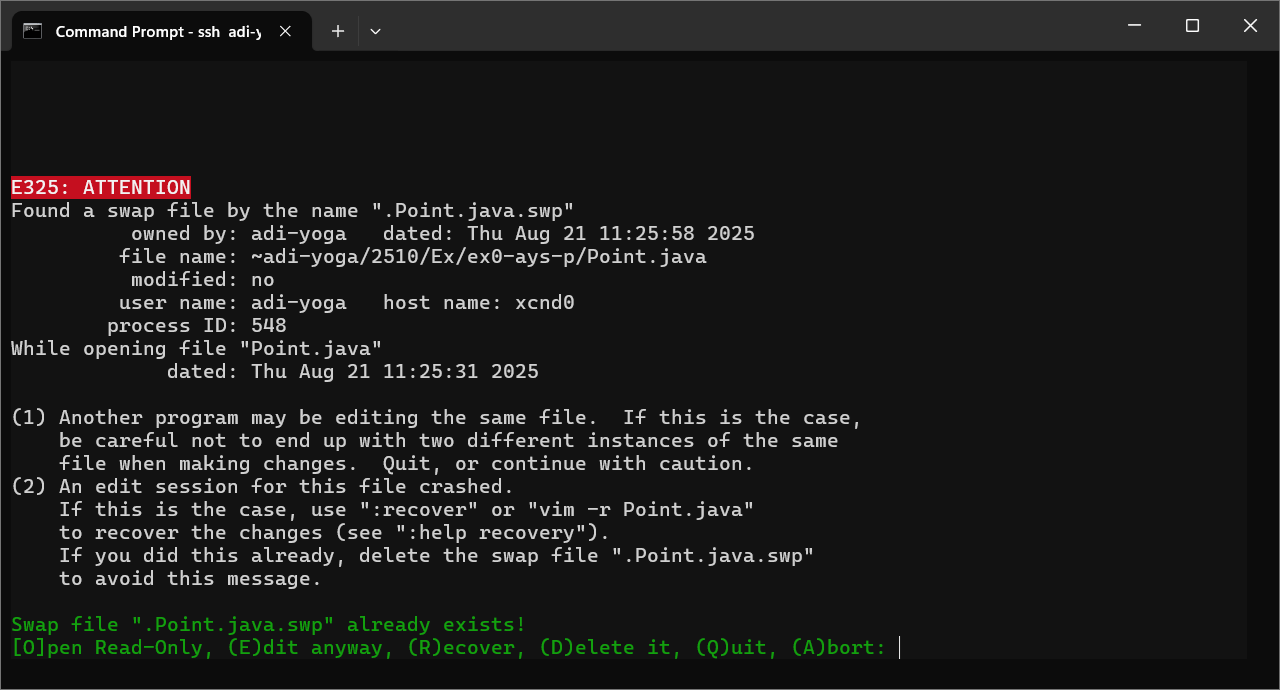 Command Prompt - ssh  adi-y
E325: ATTENTION
Found a swap file by the name ".Point.java.swp"
          owned by: adi-yoga   dated: Thu Aug 21 11:25:58 2025
         file name: ~adi-yoga/2510/Ex/ex0-ays-p/Point.java
          modified: no
         user name: adi-yoga   host name: xcnd0
        process ID: 548
While opening file "Point.java"
             dated: Thu Aug 21 11:25:31 2025
(1) Another program may be editing the same file.  If this is the case,
    be careful not to end up with two different instances of the same
    file when making changes.  Quit, or continue with caution.
(2) An edit session for this file crashed.
    If this is the case, use ":recover" or "vim -r Point.java"
    to recover the changes (see ":help recovery").
    If you did this already, delete the swap file ".Point.java.swp"
    to avoid this message.
Swap file ".Point.java.swp" already exists!
[O]pen Read-Only, (E)dit anyway, (R)ecover, (D)elete it, (Q)uit, (A)bort: